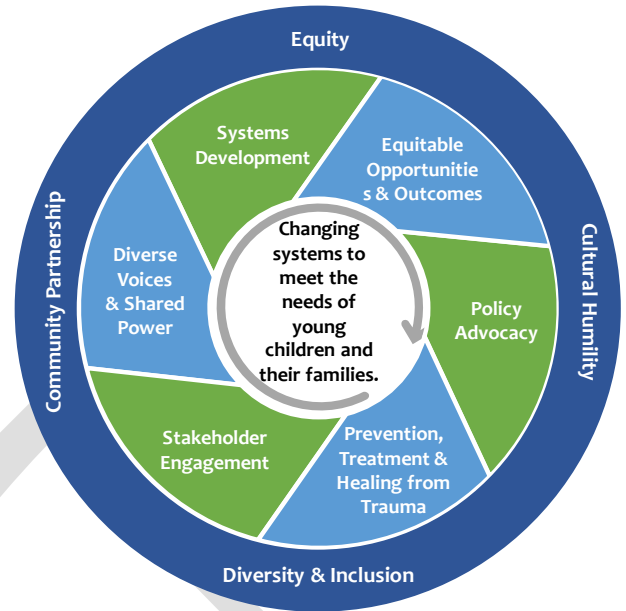 Equity
Systems
Development
Equitable
Opportunitie
s & Outcomes
Community Partnership
Cultural Humility
Changing
systems to
meet the
needs of
young
children and
their families.
Diverse
Voices
& Shared
Power
Policy
Advocacy
Stakeholder
Engagement
Prevention,
Treatment &
Healing from
Trauma
Diversity & Inclusion